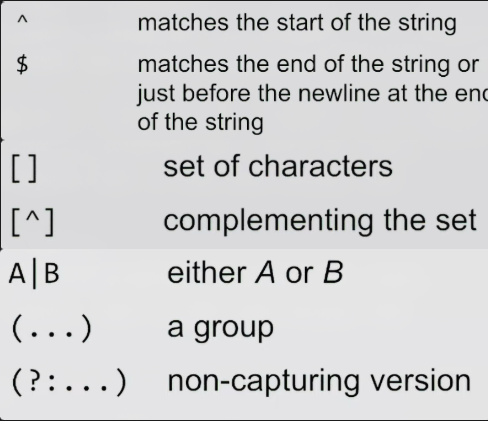 ^ matches the start of the string
$ matches the end of the string or
just before the newline at the end
of the string
[] set of characters
[^] complementing the set
A|B either A or B
(...) a group
(?:...) non-capturing version